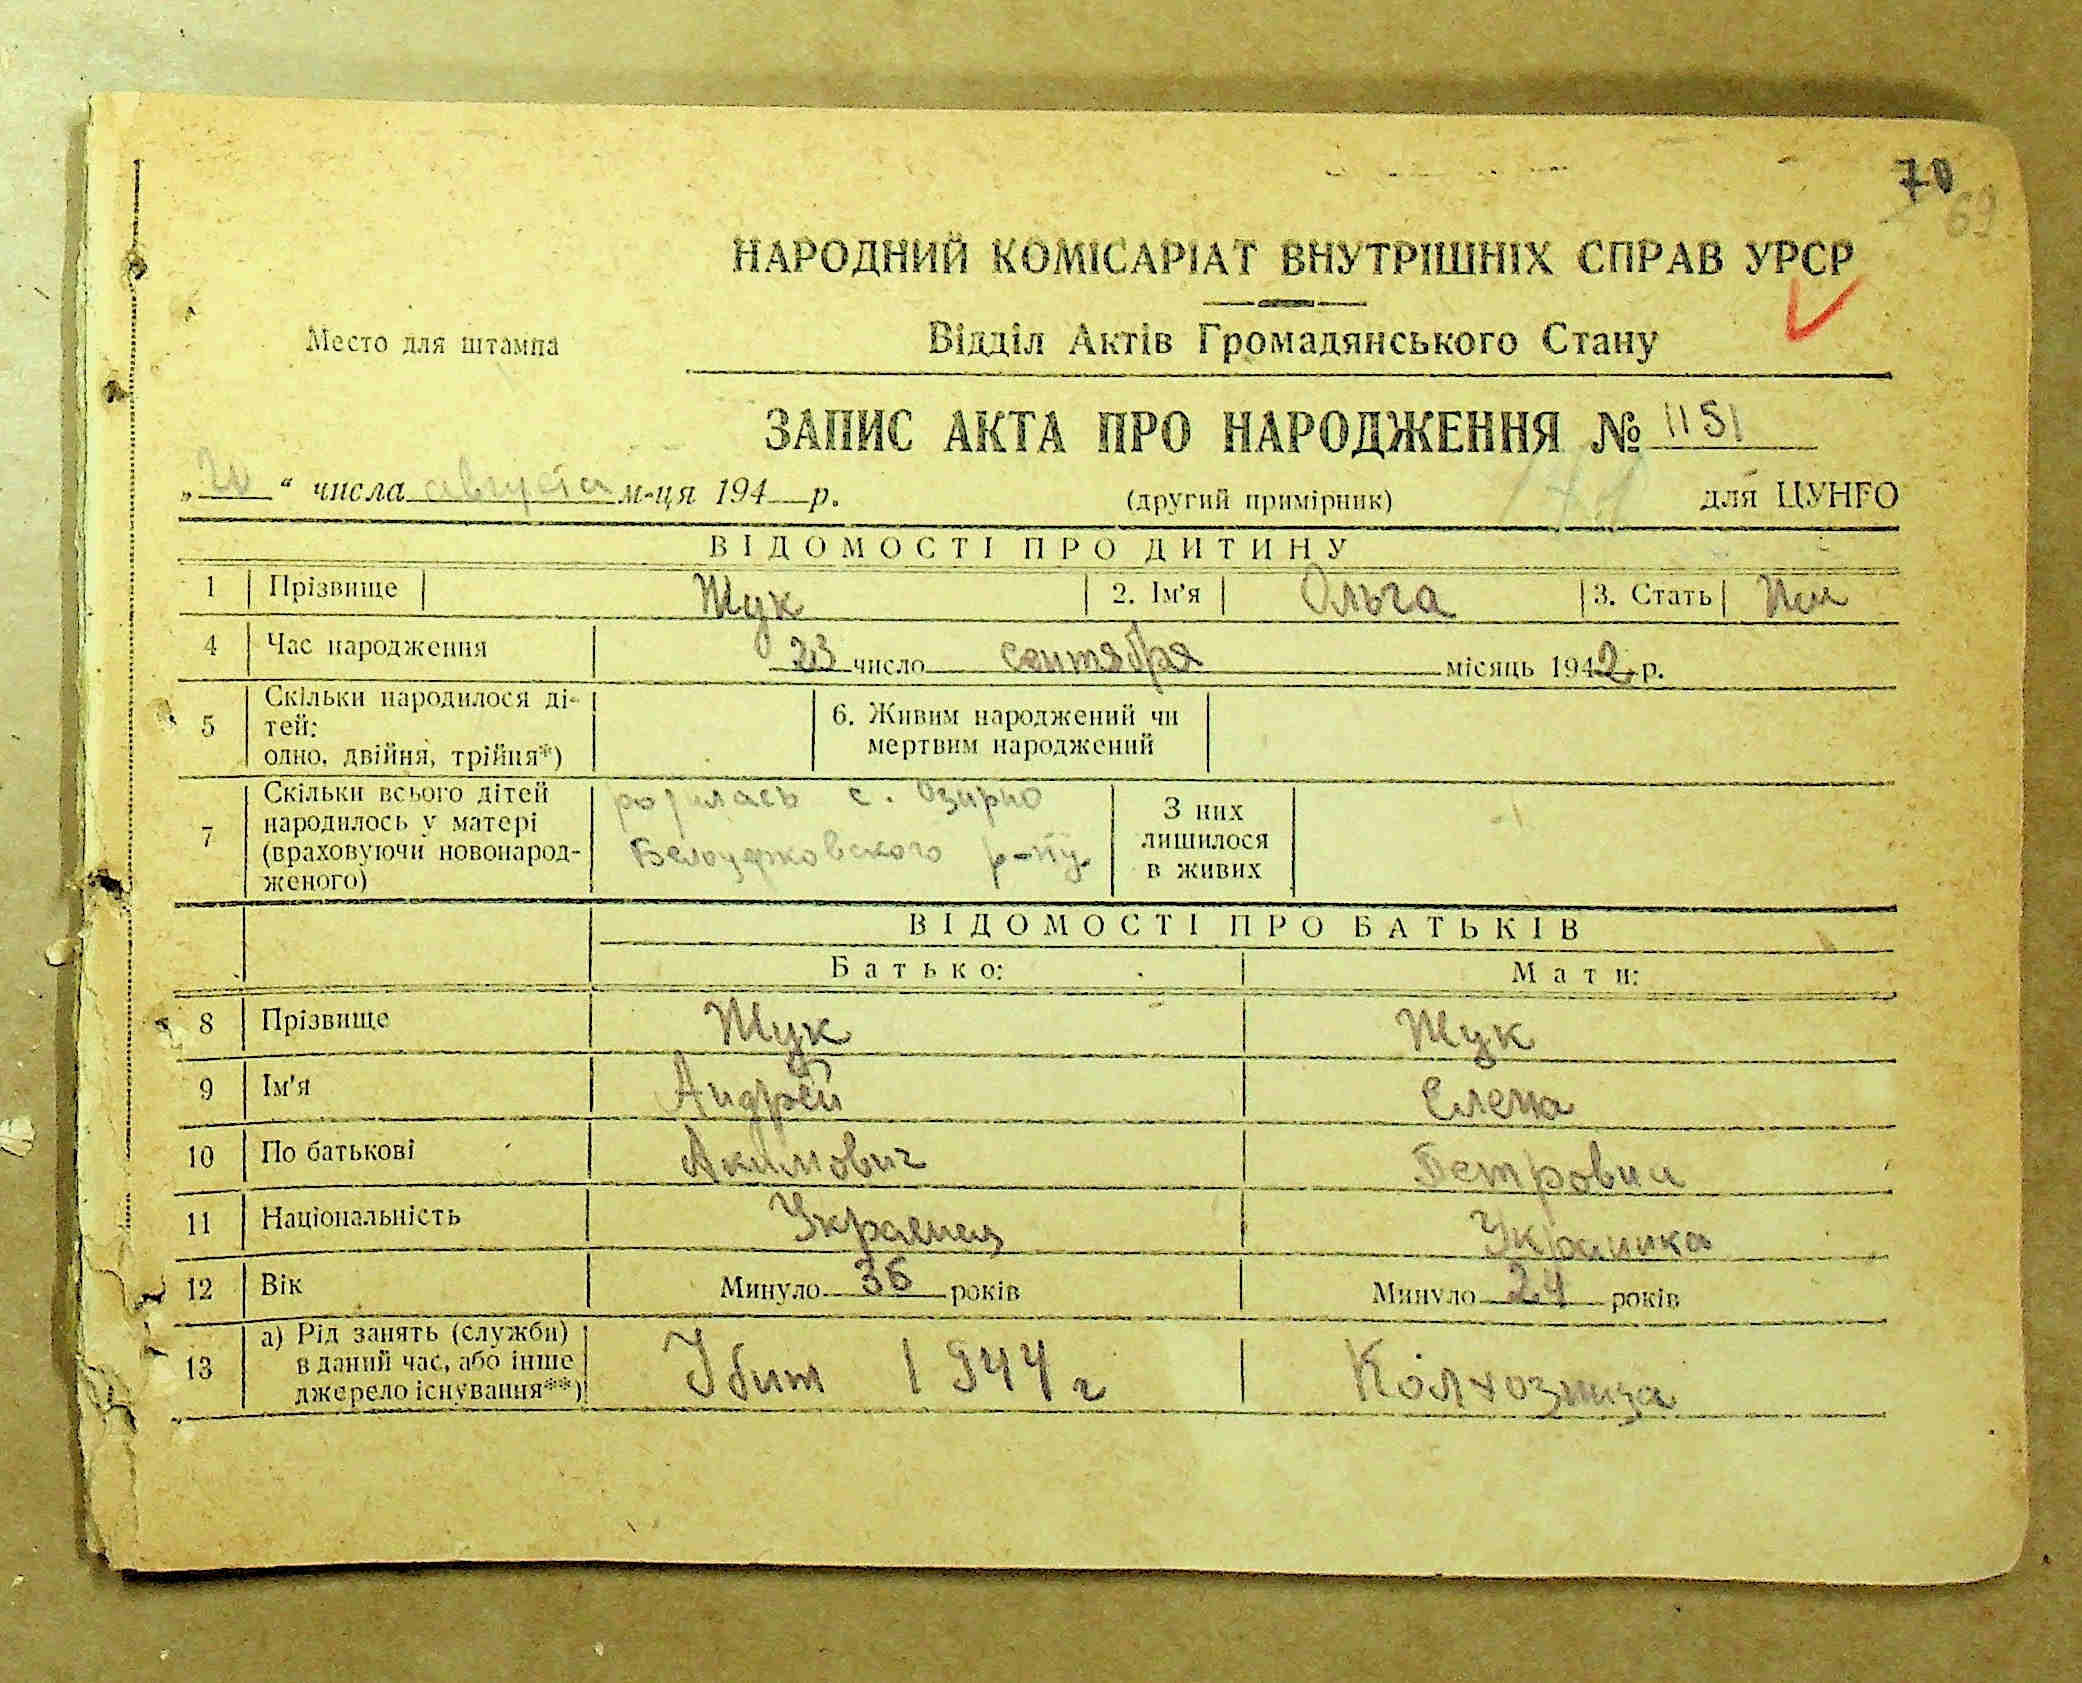 70
69
НАРОДНИЙ КОМІСАРІАТ ВНУТРІШНІХ СПРАВ УРСР
Место для штампа
Відділ Актів Громадянського Стану
ЗАПИС АКТА ПРО НАРОДЖЕННЯ № 1151
„20“ числа августа м-ця 194 р. (другий примірник) для ЦУНГО
ВІДОМОСТІ ПРО ДИТИНУ
1 Прізвище Жук 2. Ім'я Ольга 3. Стать
4 Час народження 23 число сентября місяць 1942 р.
5 Скільки народилося ді-
тей:
одно, двійня, трійня*)
6. Живим народжений чи
мертвим народжений
7 Скільки всього дітей
народилось у матері
(враховуючи новонарод-
женого)
родилась с. Озирно
Белоцерковского р-ну
З них
лишилося
в живих
ВІДОМОСТІ ПРО БАТЬКІВ
Батько: Мати:
8 Прізвище Жук Жук
9 Ім'я Андрей Елена
10 По батькові Акимович Петровна
11 Національність Украенец Украинка
12 Вік Минуло 36 років Минуло 24 років
13 а) Рід занять (служби)
в даний час, або інше
джерело існування**)
Убит 1944 г Колхозница